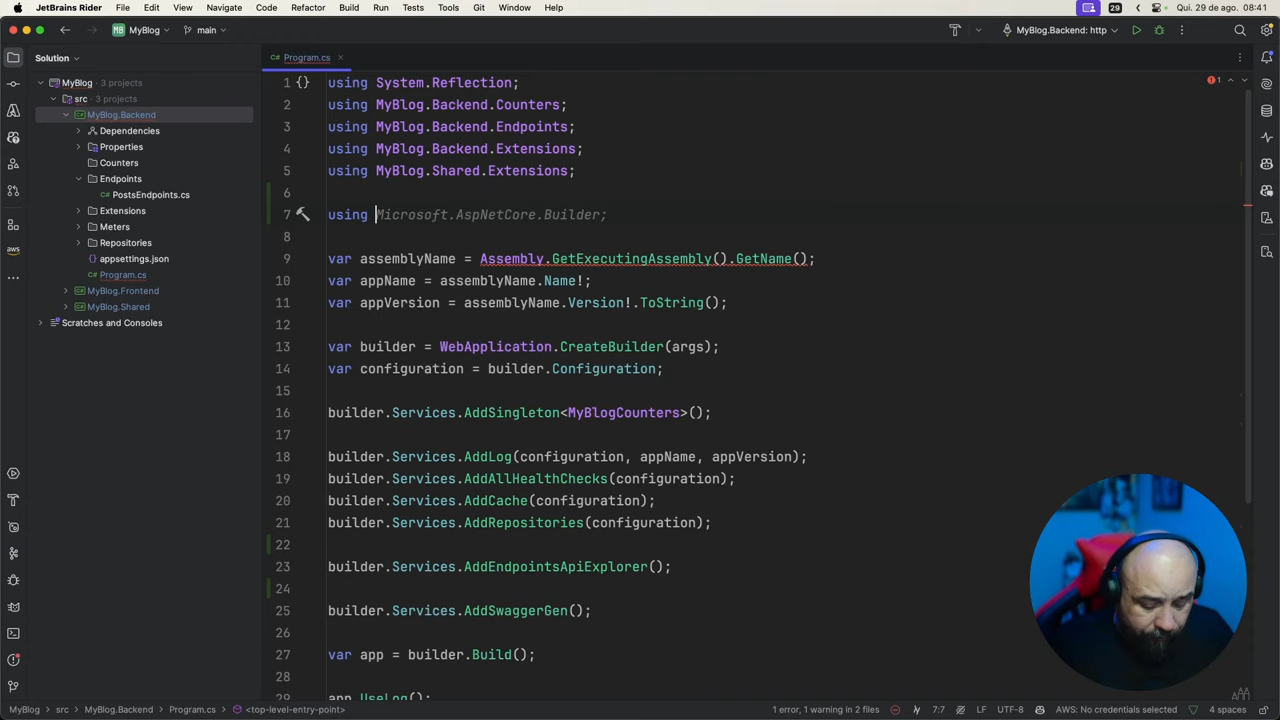 JetBrains Rider File Edit View Navigate Code Refactor Build Run Tests Tools Git Window Help 29 Qui. 29 de ago. 08:41
MB MyBlog main MyBlog.Backend: http
Solution
C# Program.cs
MyBlog 3 projects
src 3 projects
MyBlog.Backend
Dependencies
Properties
Counters
Endpoints
PostsEndpoints.cs
Extensions
Meters
Repositories
appsettings.json
Program.cs
MyBlog.Frontend
MyBlog.Shared
Scratches and Consoles
aws
1
1 using System.Reflection;
2 using MyBlog.Backend.Counters;
3 using MyBlog.Backend.Endpoints;
4 using MyBlog.Backend.Extensions;
5 using MyBlog.Shared.Extensions;
6
7 using Microsoft.AspNetCore.Builder;
8
9 var assemblyName = Assembly.GetExecutingAssembly().GetName();
10 var appName = assemblyName.Name!;
11 var appVersion = assemblyName.Version!.ToString();
12
13 var builder = WebApplication.CreateBuilder(args);
14 var configuration = builder.Configuration;
15
16 builder.Services.AddSingleton<MyBlogCounters>();
17
18 builder.Services.AddLog(configuration, appName, appVersion);
19 builder.Services.AddAllHealthChecks(configuration);
20 builder.Services.AddCache(configuration);
21 builder.Services.AddRepositories(configuration);
22
23 builder.Services.AddEndpointsApiExplorer();
24
25 builder.Services.AddSwaggerGen();
26
27 var app = builder.Build();
28
29 app.UseLog();
MyBlog src MyBlog.Backend Program.cs <top-level-entry-point> 1 error, 1 warning in 2 files 7:7 LF UTF-8 AWS: No credentials selected 4 spaces